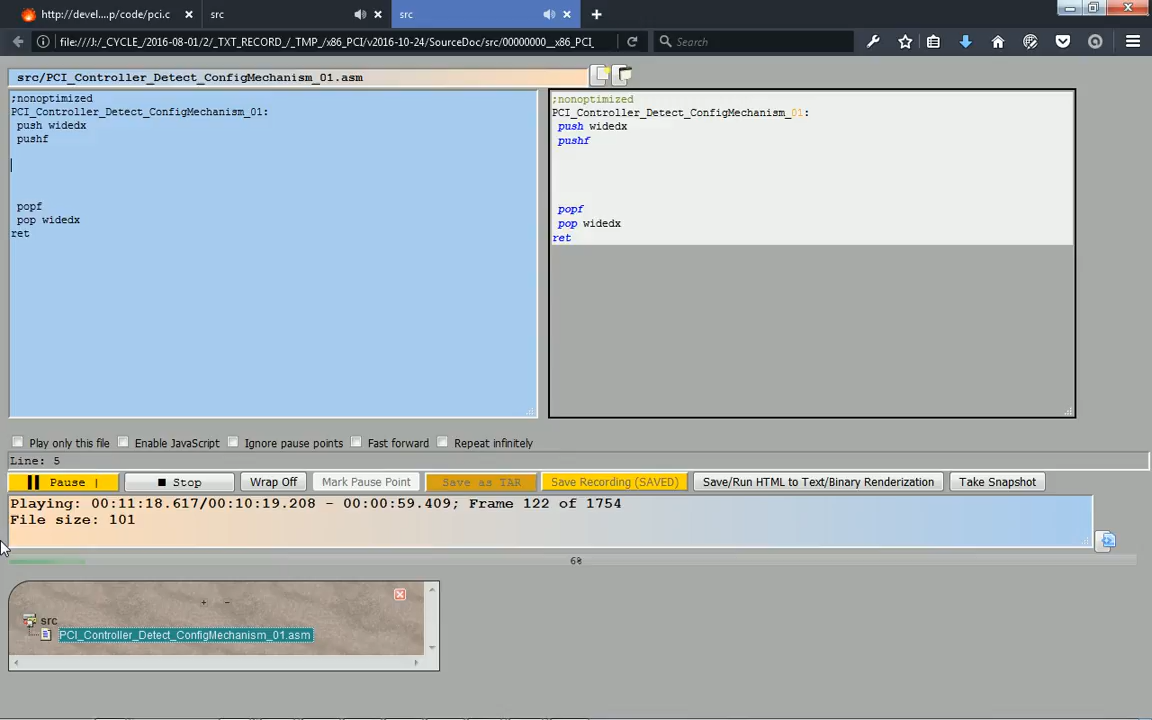 http://devel...p/code/pci.c
src
src
file:///J:/_CYCLE_/2016-08-01/2/_TXT_RECORD_/_TMP_/x86_PCI/v2016-10-24/SourceDoc/src/00000000__x86_PCI_
Search
src/PCI_Controller_Detect_ConfigMechanism_01.asm
;nonoptimized
PCI_Controller_Detect_ConfigMechanism_01:
push widedx
pushf
popf
pop widedx
ret
;nonoptimized
PCI_Controller_Detect_ConfigMechanism_01:
push widedx
pushf
popf
pop widedx
ret
Play only this file Enable JavaScript Ignore pause points Fast forward Repeat infinitely
Line: 5
Pause | Stop Wrap Off Mark Pause Point Save as TAR Save Recording (SAVED) Save/Run HTML to Text/Binary Renderization Take Snapshot
Playing: 00:11:18.617/00:10:19.208 - 00:00:59.409; Frame 122 of 1754
File size: 101
6%
+ -
src
PCI_Controller_Detect_ConfigMechanism_01.asm